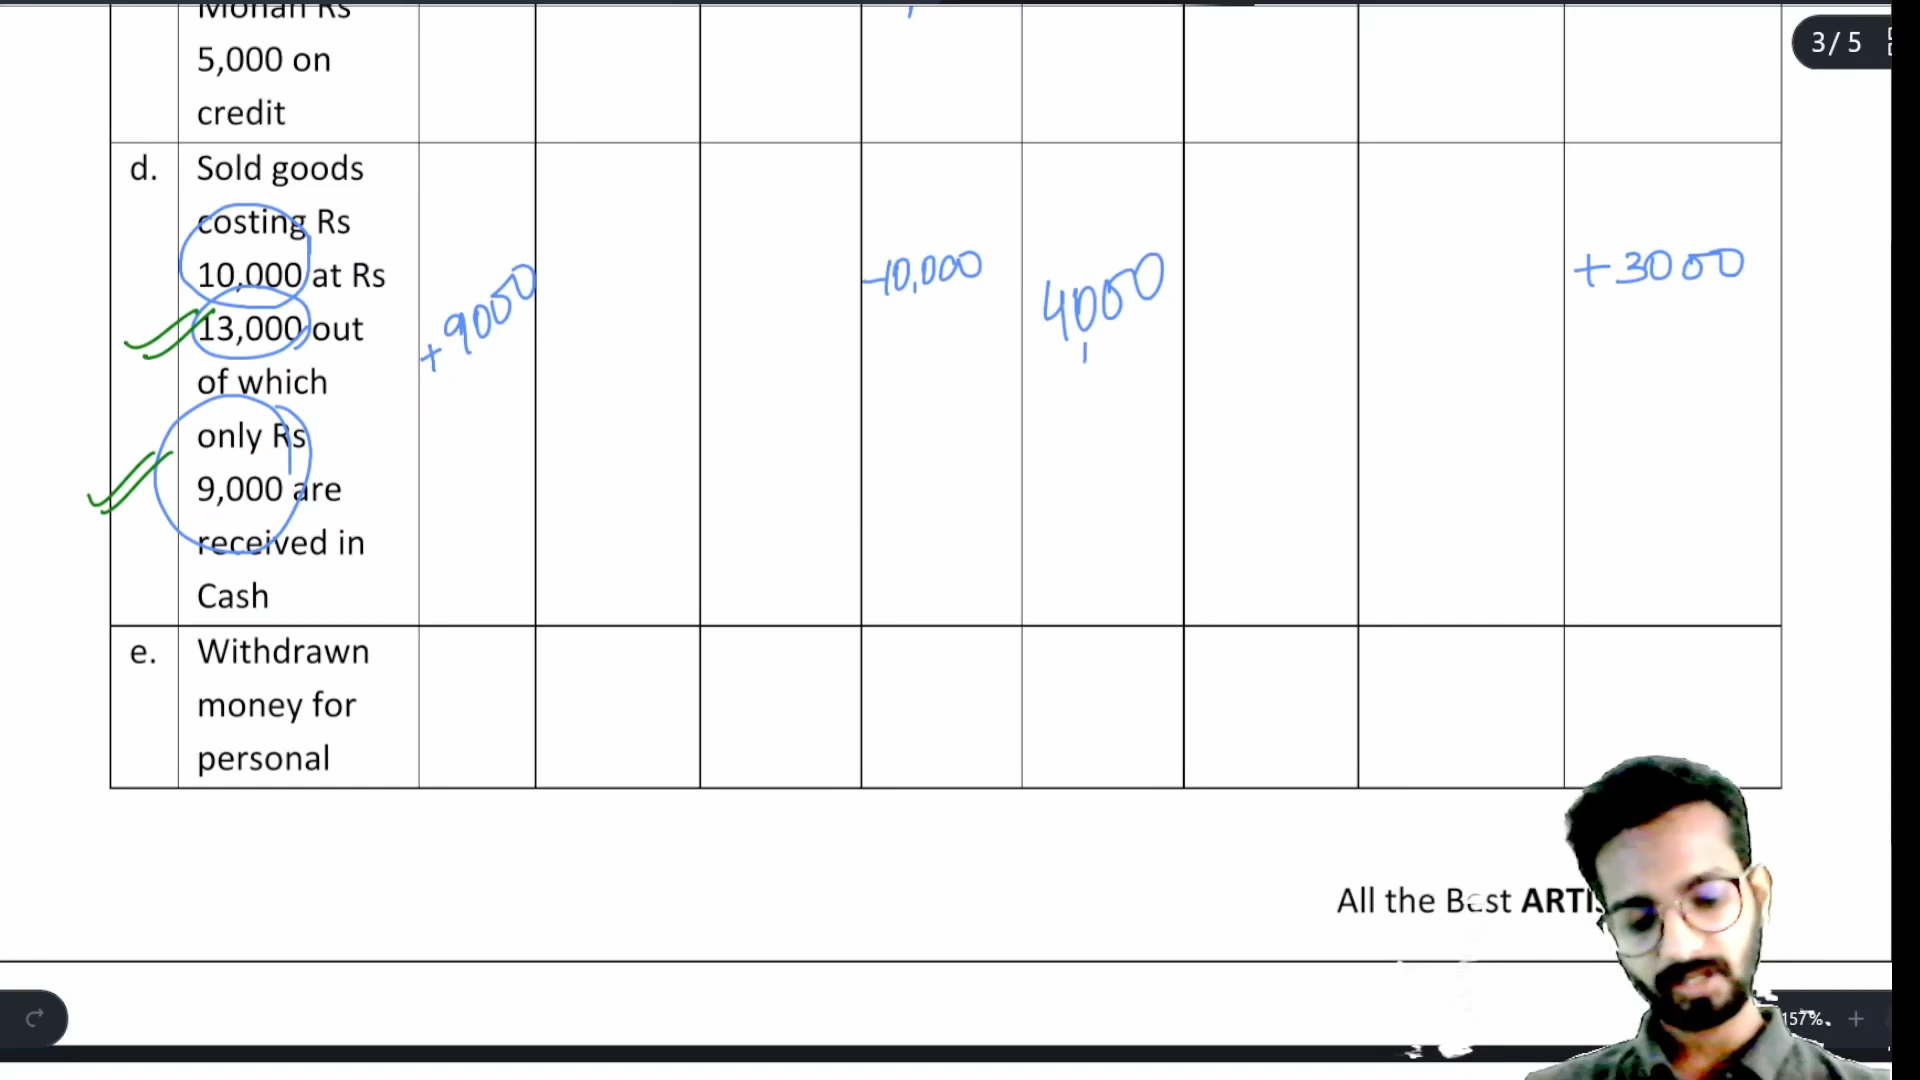 Mohan Rs
5,000 on
credit
3/5
d.
Sold goods
costing Rs
10,000 at Rs
13,000 out
of which
only Rs
9,000 are
received in
Cash
+9000
-10,000
4000
+3000
e.
Withdrawn
money for
personal
All the Best
157%
+